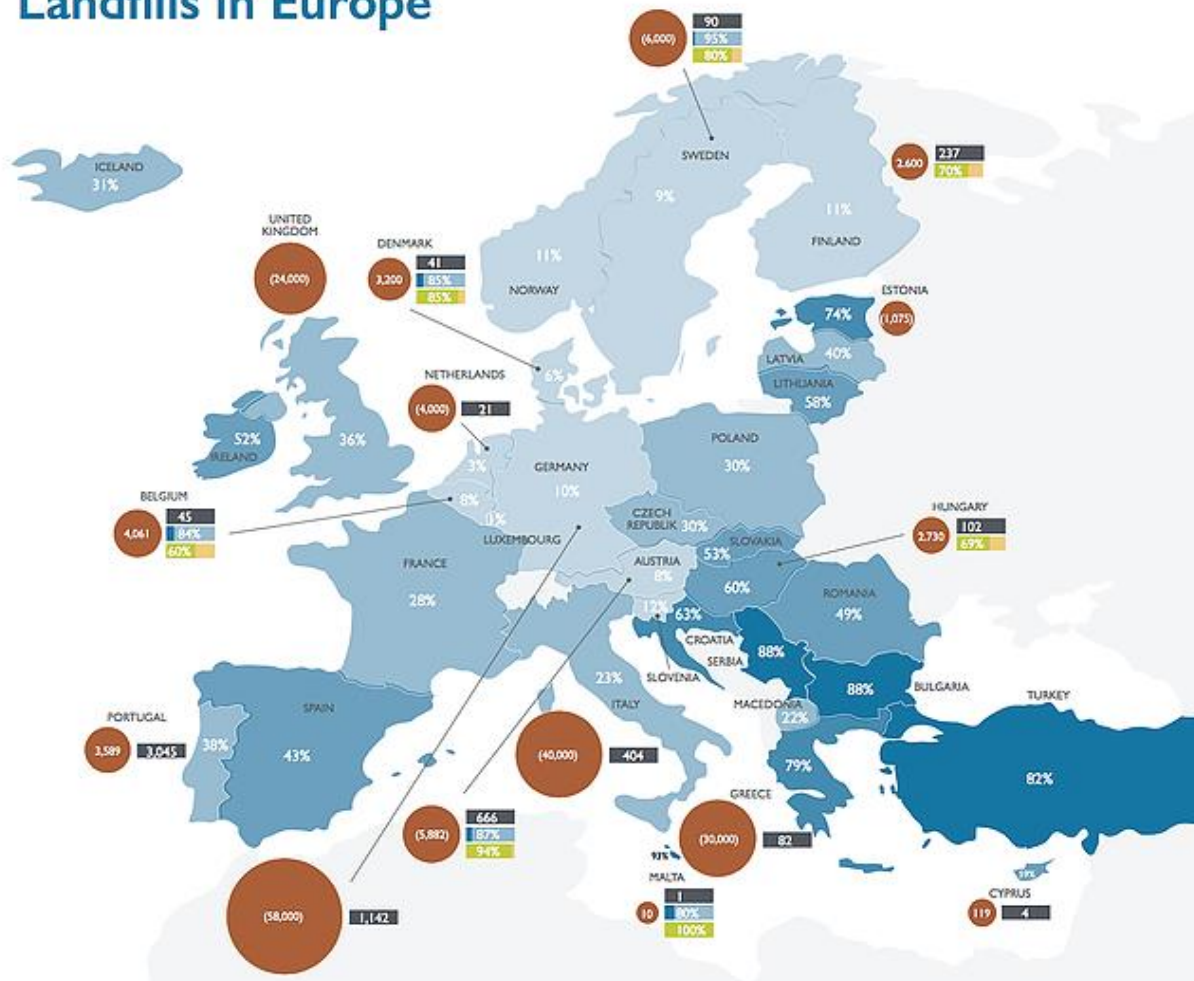 Landfills in Europe
(6,000)
90
95%
80%
SWEDEN
9%
ICELAND
31%
2.600
237
70%
11%
FINLAND
UNITED
KINGDOM
(24,000)
DENMARK
3,200
41
85%
85%
11%
NORWAY
ESTONIA
74%
(1,075)
LATVIA
40%
LITHUANIA
58%
6%
NETHERLANDS
(4,000)
21
3%
52%
IRELAND
36%
GERMANY
10%
POLAND
30%
BELGIUM
4,061
45
84%
60%
8%
LUXEMBOURG
CZECH
REPUBLIK
30%
SLOVAKIA
53%
HUNGARY
2.730
102
69%
60%
FRANCE
28%
AUSTRIA
8%
12%
63%
ROMANIA
49%
CROATIA
SERBIA
88%
SLOVENIA
88%
BULGARIA
23%
ITALY
MACEDONIA
22%
TURKEY
82%
PORTUGAL
3,589
3,045
38%
SPAIN
43%
(40,000)
404
79%
GREECE
(30,000)
82
(5,882)
666
87%
94%
93%
MALTA
10
1
80%
100%
CYPRUS
119
4
(58,000)
1,142